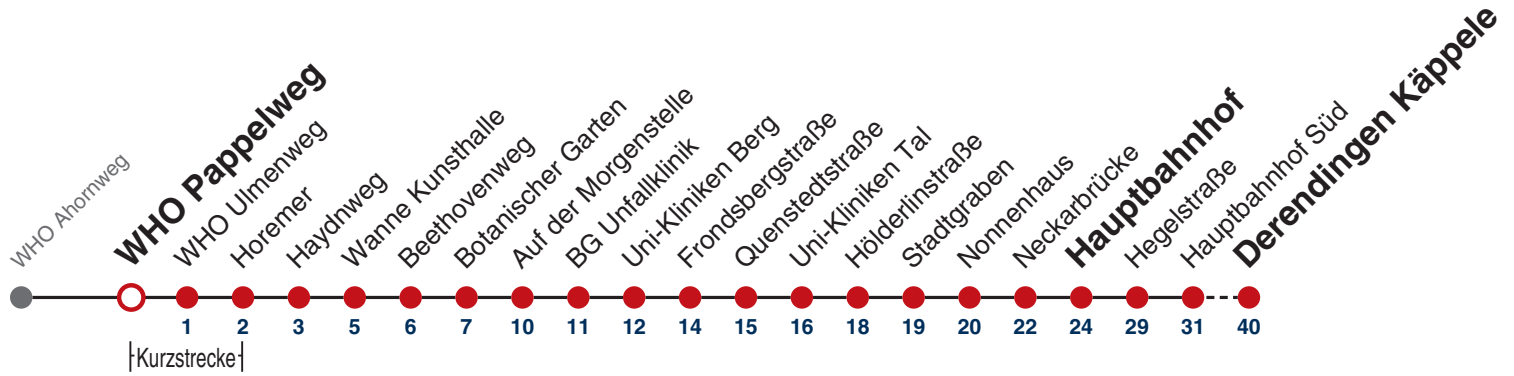 WHO Ahornweg
WHO Pappelweg
WHO Ulmenweg
Horemer
Haydnweg
Wanne Kunsthalle
Beethovenweg
Botanischer Garten
Auf der Morgenstelle
BG Unfallklinik
Uni-Kliniken Berg
Frondsbergstraße
Quenstedtstraße
Uni-Kliniken Tal
Hölderlinstraße
Stadtgraben
Nonnenhaus
Neckarbrücke
Hauptbahnhof
Hegelstraße
Hauptbahnhof Süd
Derendingen Käppele
1 2 3 5 6 7 10 11 12 14 15 16 18 19 20 22 24 29 31 40
Kurzstrecke